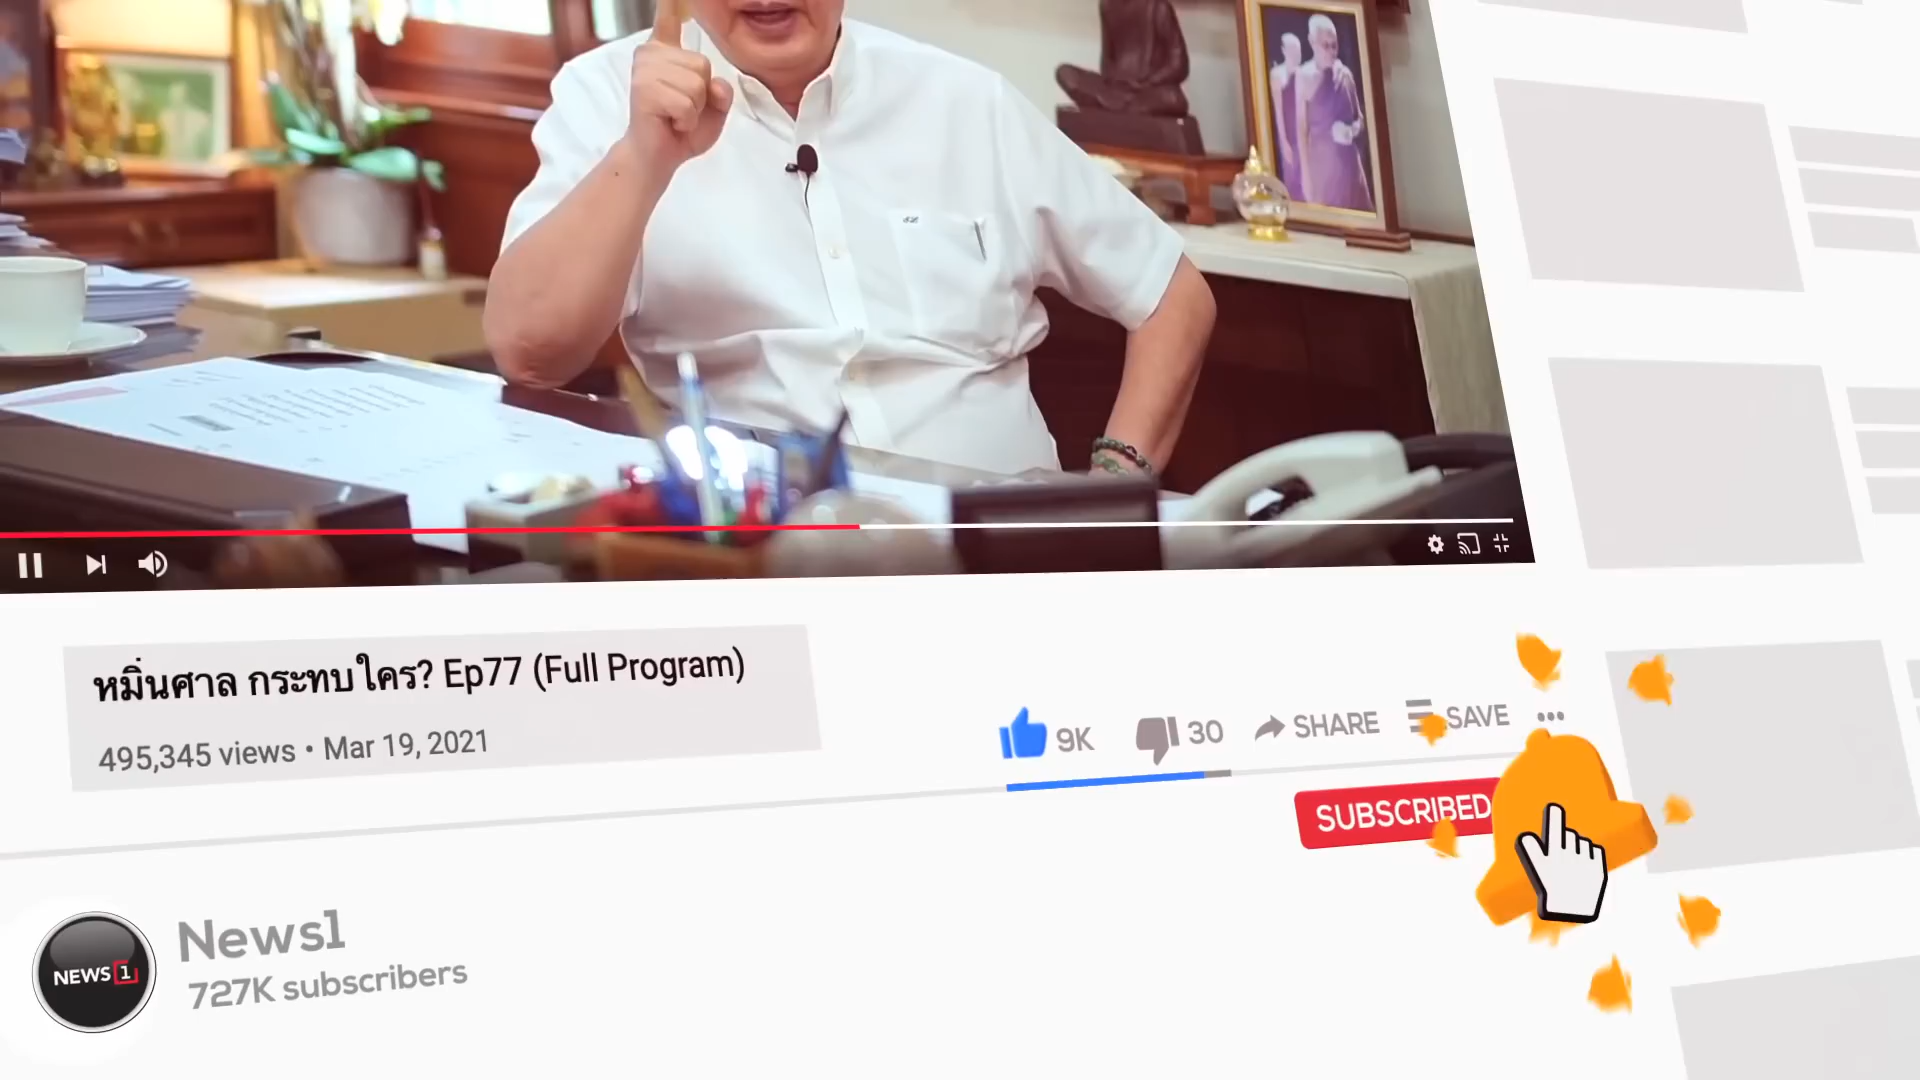 หมิ่นศาล กระทบใคร? Ep77 (Full Program)
495,345 views • Mar 19, 2021
9K
30
SHARE
SAVE
SUBSCRIBED
NEWS 1
News1
727K subscribers